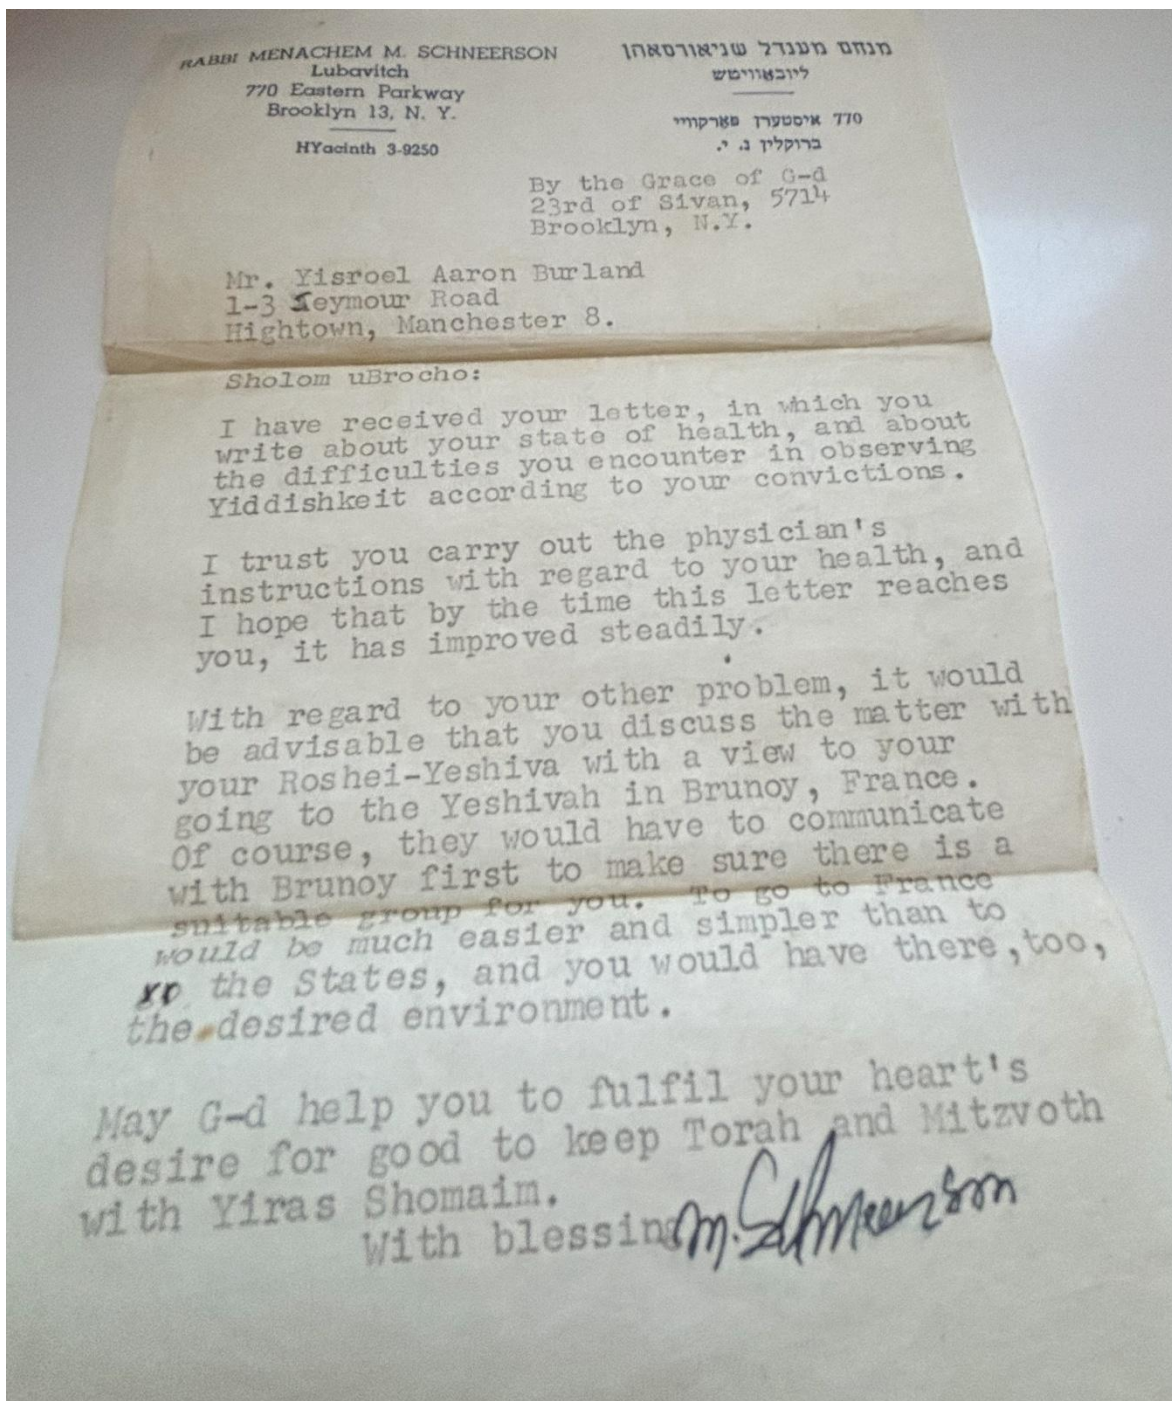 RABBI MENACHEM M. SCHNEERSON
Lubavitch
770 Eastern Parkway
Brooklyn 13, N. Y.
HYacinth 3-9250
מנחם מענדל שניאורסאהן
ליובאוויטש
770 איסטערן פארקוויי
ברוקלין נ. י.
By the Grace of G-d
23rd of Sivan, 5714
Brooklyn, N.Y.
Mr. Yisroel Aaron Burland
1-3 Seymour Road
Hightown, Manchester 8.
Sholom uBrocho:
I have received your letter, in which you
write about your state of health, and about
the difficulties you encounter in observing
Yiddishkeit according to your convictions.
I trust you carry out the physician's
instructions with regard to your health, and
I hope that by the time this letter reaches
you, it has improved steadily.
With regard to your other problem, it would
be advisable that you discuss the matter with
your Roshei-Yeshiva with a view to your
going to the Yeshivah in Brunoy, France.
Of course, they would have to communicate
with Brunoy first to make sure there is a
suitable group for you. To go to France
would be much easier and simpler than to
the States, and you would have there, too,
the desired environment.
May G-d help you to fulfil your heart's
desire for good to keep Torah and Mitzvoth
with Yiras Shomaim.
With blessing M. Schneerson